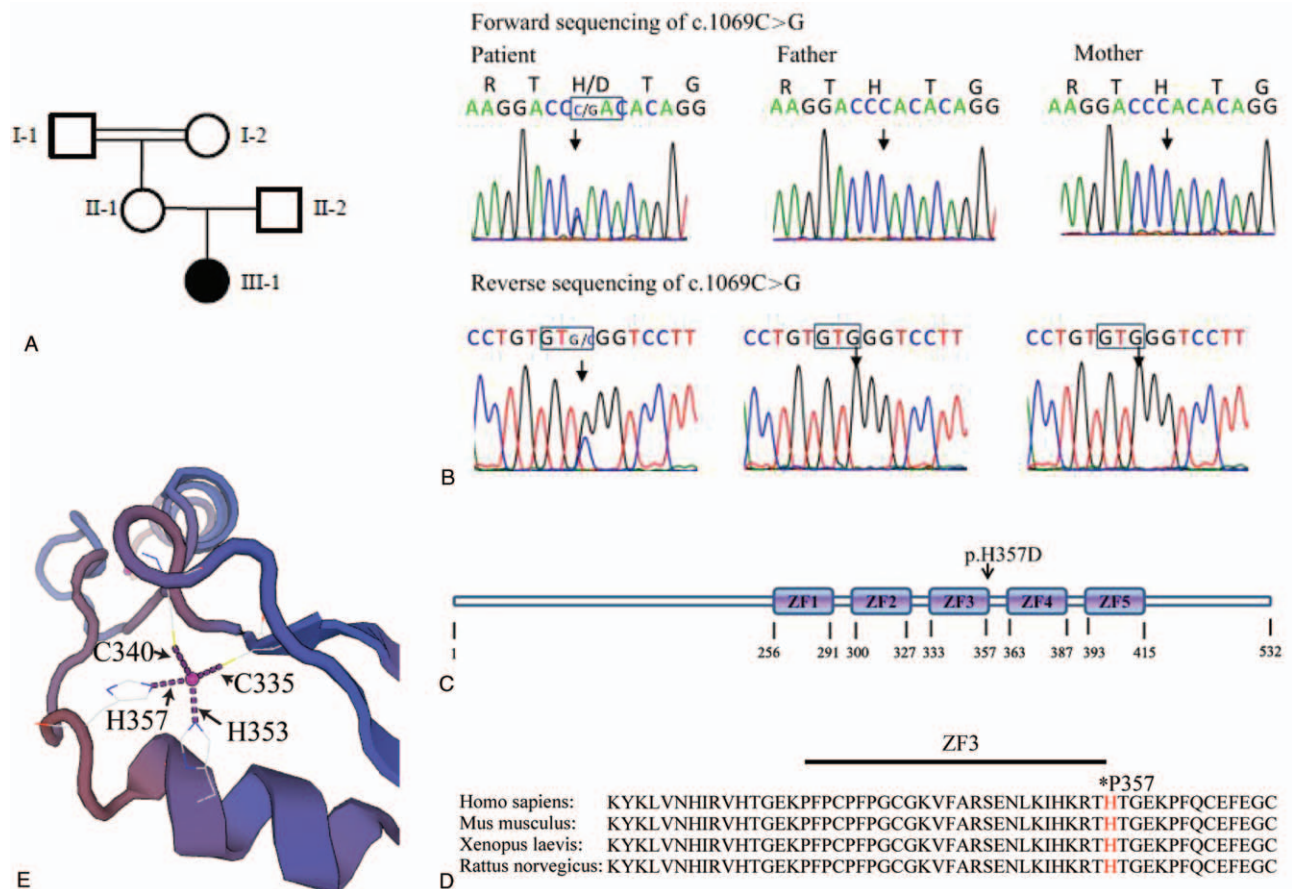 I-1
I-2
II-1
II-2
III-1
A
Forward sequencing of c.1069C>G
Patient
Father
Mother
R T H/D T G
AAGGACCC/GACACAGG
R T H T G
AAGGACCCACACAGG
R T H T G
AAGGACCCACACAGG
Reverse sequencing of c.1069C>G
CCTGTGTG/CGGTCCTT
CCTGTGTGGGTCCTT
CCTGTGTGGGTCCTT
B
p.H357D
ZF1 ZF2 ZF3 ZF4 ZF5
1 256 291 300 327 333 357 363 387 393 415 532
C
ZF3
*P357
Homo sapiens: KYKLVNHIRVHTGEKPFPCPFPGCGKVFARSENLKIHKRTHTGEKPFQCEFEGC
Mus musculus: KYKLVNHIRVHTGEKPFPCPFPGCGKVFARSENLKIHKRTHTGEKPFQCEFEGC
Xenopus laevis: KYKLVNHIRVHTGEKPFPCPFPGCGKVFARSENLKIHKRTHTGEKPFQCEFEGC
Rattus norvegicus: KYKLVNHIRVHTGEKPFPCPFPGCGKVFARSENLKIHKRTHTGEKPFQCEFEGC
D
C340
C335
H357
H353
E